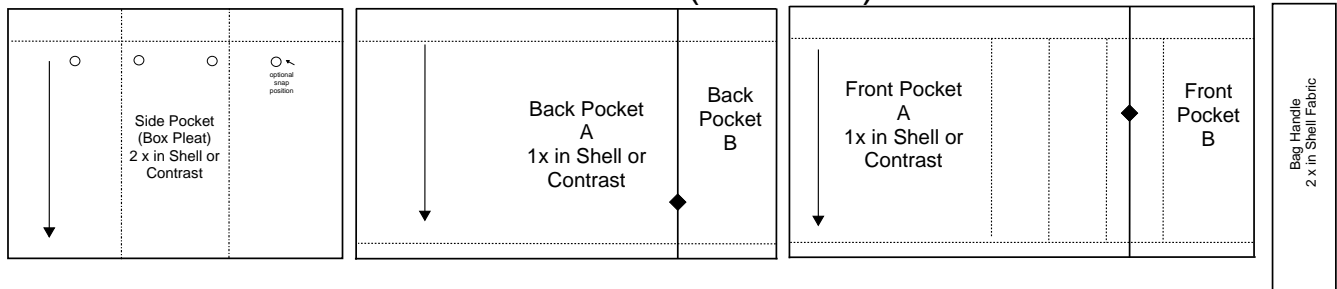 optional
snap
position
Side Pocket
(Box Pleat)
2 x in Shell or
Contrast
Back Pocket
A
1x in Shell or
Contrast
Back
Pocket
B
Front Pocket
A
1x in Shell or
Contrast
Front
Pocket
B
Bag Handle
2 x in Shell Fabric